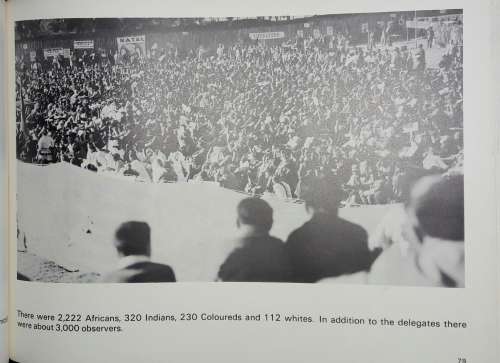 NATAL
There were 2,222 Africans, 320 Indians, 230 Coloureds and 112 whites. In addition to the delegates there
were about 3,000 observers.
79